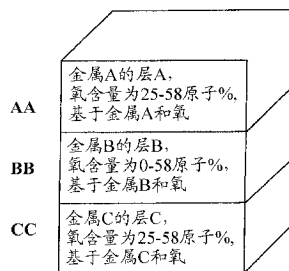 AA
金属A的层A,
氧含量为25-58原子%,
基于金属A和氧
BB
金属B的层B,
氧含量为0-58原子%,
基于金属B和氧
CC
金属C的层C,
氧含量为25-58原子%,
基于金属C和氧